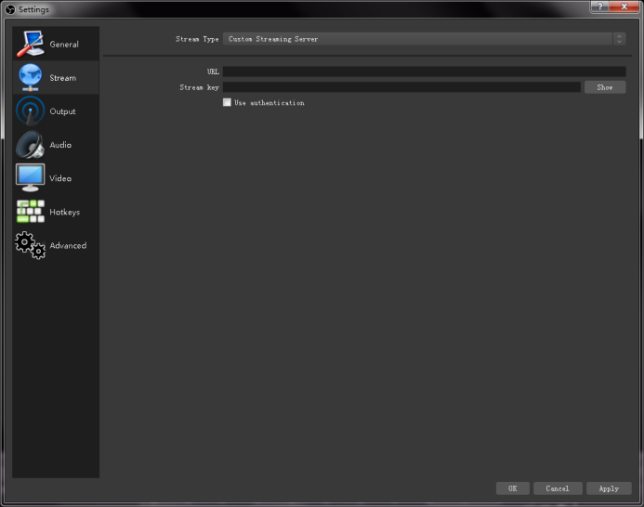 Settings
General
Stream
Output
Audio
Video
Hotkeys
Advanced
Stream Type Custom Streaming Server
URL
Stream key Show
Use authentication
OK Cancel Apply